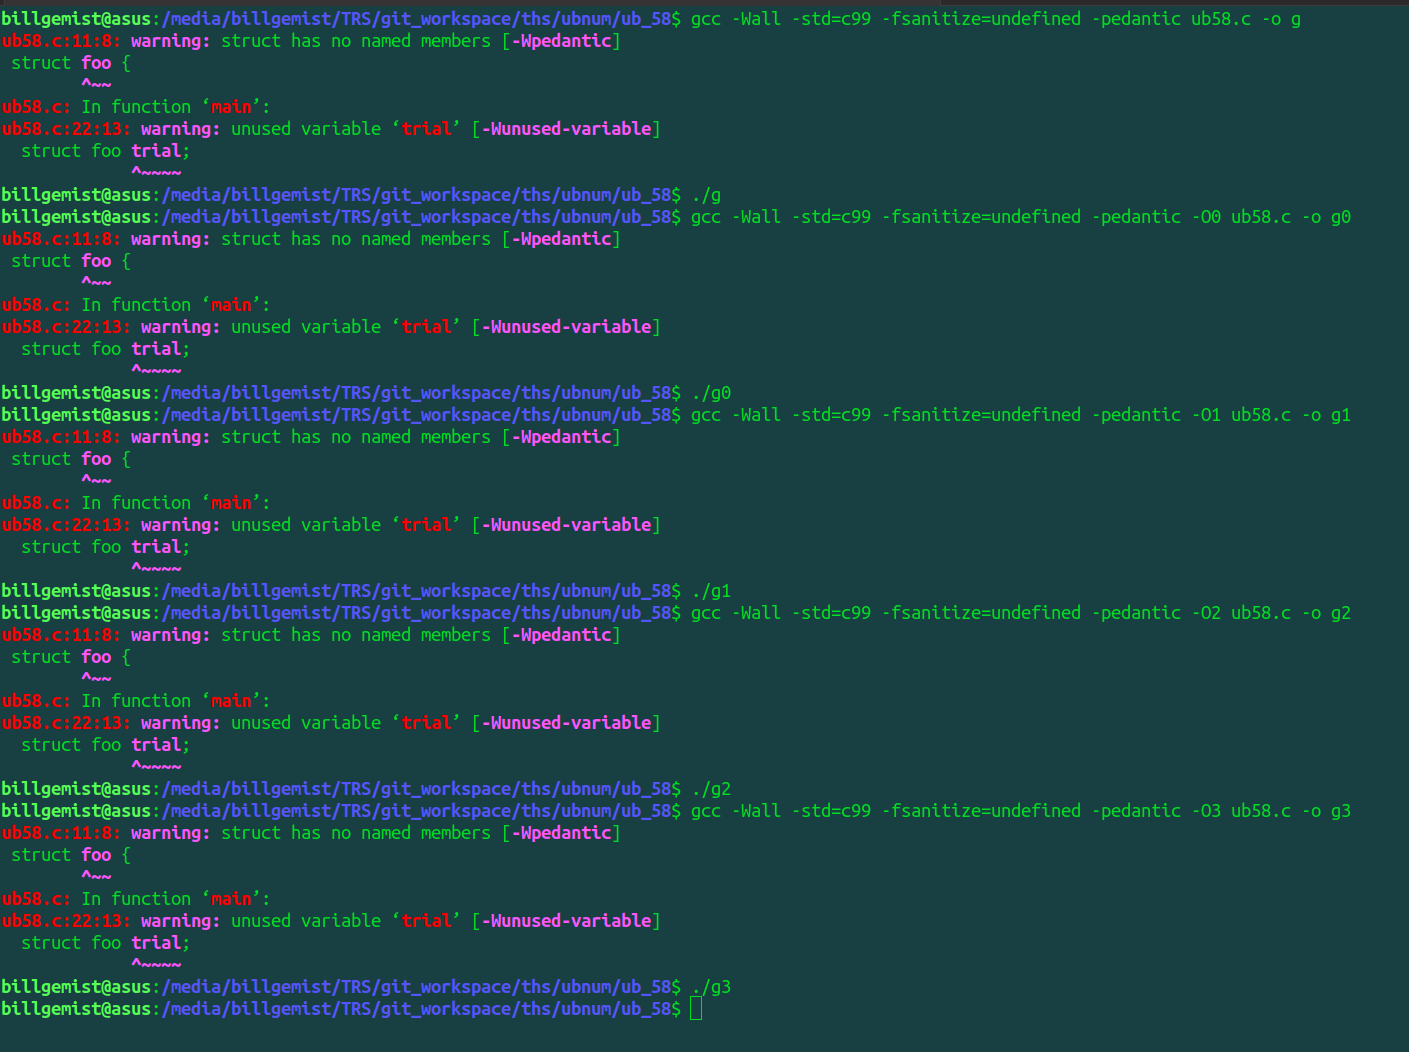 billgemist@asus:/media/billgemist/TRS/git_workspace/ths/ubnum/ub_58$ gcc -Wall -std=c99 -fsanitize=undefined -pedantic ub58.c -o g
ub58.c:11:8: warning: struct has no named members [-Wpedantic]
 struct foo {
        ^~~
ub58.c: In function ‘main’:
ub58.c:22:13: warning: unused variable ‘trial’ [-Wunused-variable]
  struct foo trial;
             ^~~~~
billgemist@asus:/media/billgemist/TRS/git_workspace/ths/ubnum/ub_58$ ./g
billgemist@asus:/media/billgemist/TRS/git_workspace/ths/ubnum/ub_58$ gcc -Wall -std=c99 -fsanitize=undefined -pedantic -O0 ub58.c -o g0
ub58.c:11:8: warning: struct has no named members [-Wpedantic]
 struct foo {
        ^~~
ub58.c: In function ‘main’:
ub58.c:22:13: warning: unused variable ‘trial’ [-Wunused-variable]
  struct foo trial;
             ^~~~~
billgemist@asus:/media/billgemist/TRS/git_workspace/ths/ubnum/ub_58$ ./g0
billgemist@asus:/media/billgemist/TRS/git_workspace/ths/ubnum/ub_58$ gcc -Wall -std=c99 -fsanitize=undefined -pedantic -O1 ub58.c -o g1
ub58.c:11:8: warning: struct has no named members [-Wpedantic]
 struct foo {
        ^~~
ub58.c: In function ‘main’:
ub58.c:22:13: warning: unused variable ‘trial’ [-Wunused-variable]
  struct foo trial;
             ^~~~~
billgemist@asus:/media/billgemist/TRS/git_workspace/ths/ubnum/ub_58$ ./g1
billgemist@asus:/media/billgemist/TRS/git_workspace/ths/ubnum/ub_58$ gcc -Wall -std=c99 -fsanitize=undefined -pedantic -O2 ub58.c -o g2
ub58.c:11:8: warning: struct has no named members [-Wpedantic]
 struct foo {
        ^~~
ub58.c: In function ‘main’:
ub58.c:22:13: warning: unused variable ‘trial’ [-Wunused-variable]
  struct foo trial;
             ^~~~~
billgemist@asus:/media/billgemist/TRS/git_workspace/ths/ubnum/ub_58$ ./g2
billgemist@asus:/media/billgemist/TRS/git_workspace/ths/ubnum/ub_58$ gcc -Wall -std=c99 -fsanitize=undefined -pedantic -O3 ub58.c -o g3
ub58.c:11:8: warning: struct has no named members [-Wpedantic]
 struct foo {
        ^~~
ub58.c: In function ‘main’:
ub58.c:22:13: warning: unused variable ‘trial’ [-Wunused-variable]
  struct foo trial;
             ^~~~~
billgemist@asus:/media/billgemist/TRS/git_workspace/ths/ubnum/ub_58$ ./g3
billgemist@asus:/media/billgemist/TRS/git_workspace/ths/ubnum/ub_58$